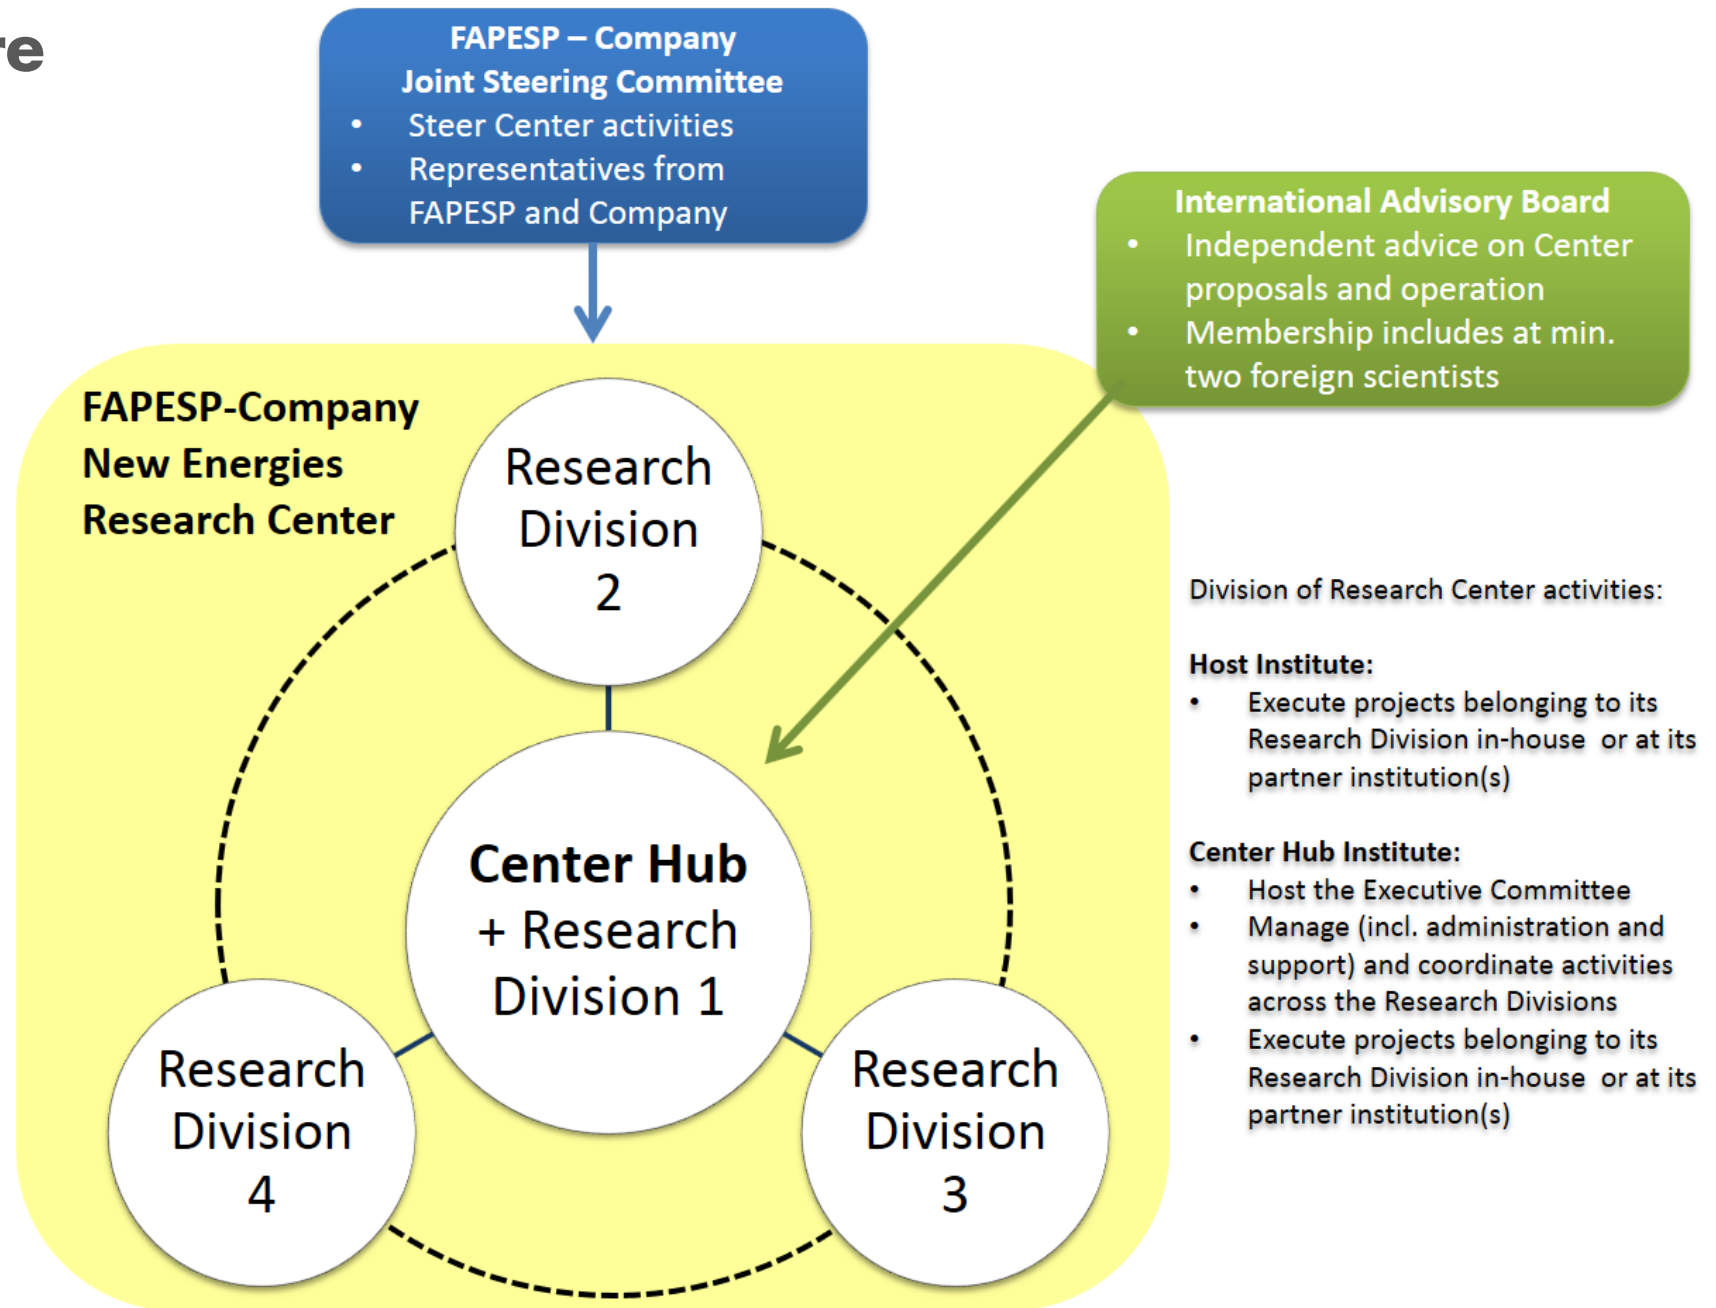 re
FAPESP – Company
Joint Steering Committee
• Steer Center activities
• Representatives from
FAPESP and Company
International Advisory Board
• Independent advice on Center
proposals and operation
• Membership includes at min.
two foreign scientists
FAPESP-Company
New Energies
Research Center
Research
Division
2
Center Hub
+ Research
Division 1
Research
Division
4
Research
Division
3
Division of Research Center activities:
Host Institute:
• Execute projects belonging to its
Research Division in-house or at its
partner institution(s)
Center Hub Institute:
• Host the Executive Committee
• Manage (incl. administration and
support) and coordinate activities
across the Research Divisions
• Execute projects belonging to its
Research Division in-house or at its
partner institution(s)